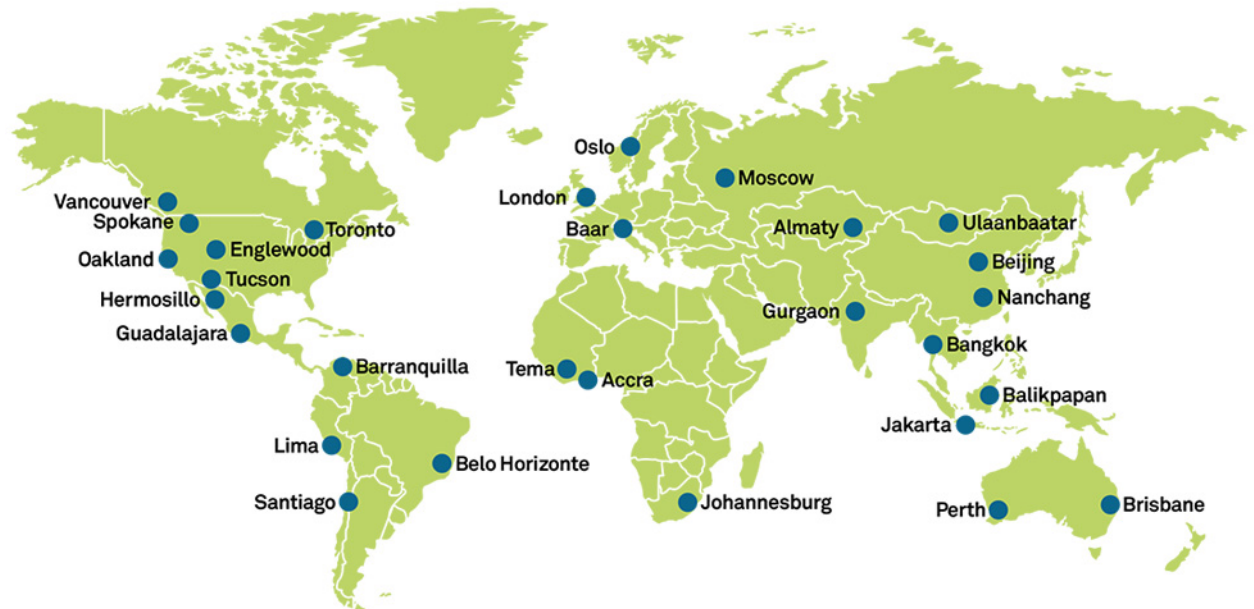 Oslo
Moscow
London
Vancouver
Spokane
Toronto
Baar
Almaty
Ulaanbaatar
Englewood
Oakland
Beijing
Tucson
Hermosillo
Nanchang
Gurgaon
Guadalajara
Bangkok
Barranquilla
Tema
Accra
Balikpapan
Jakarta
Lima
Belo Horizonte
Santiago
Johannesburg
Perth
Brisbane